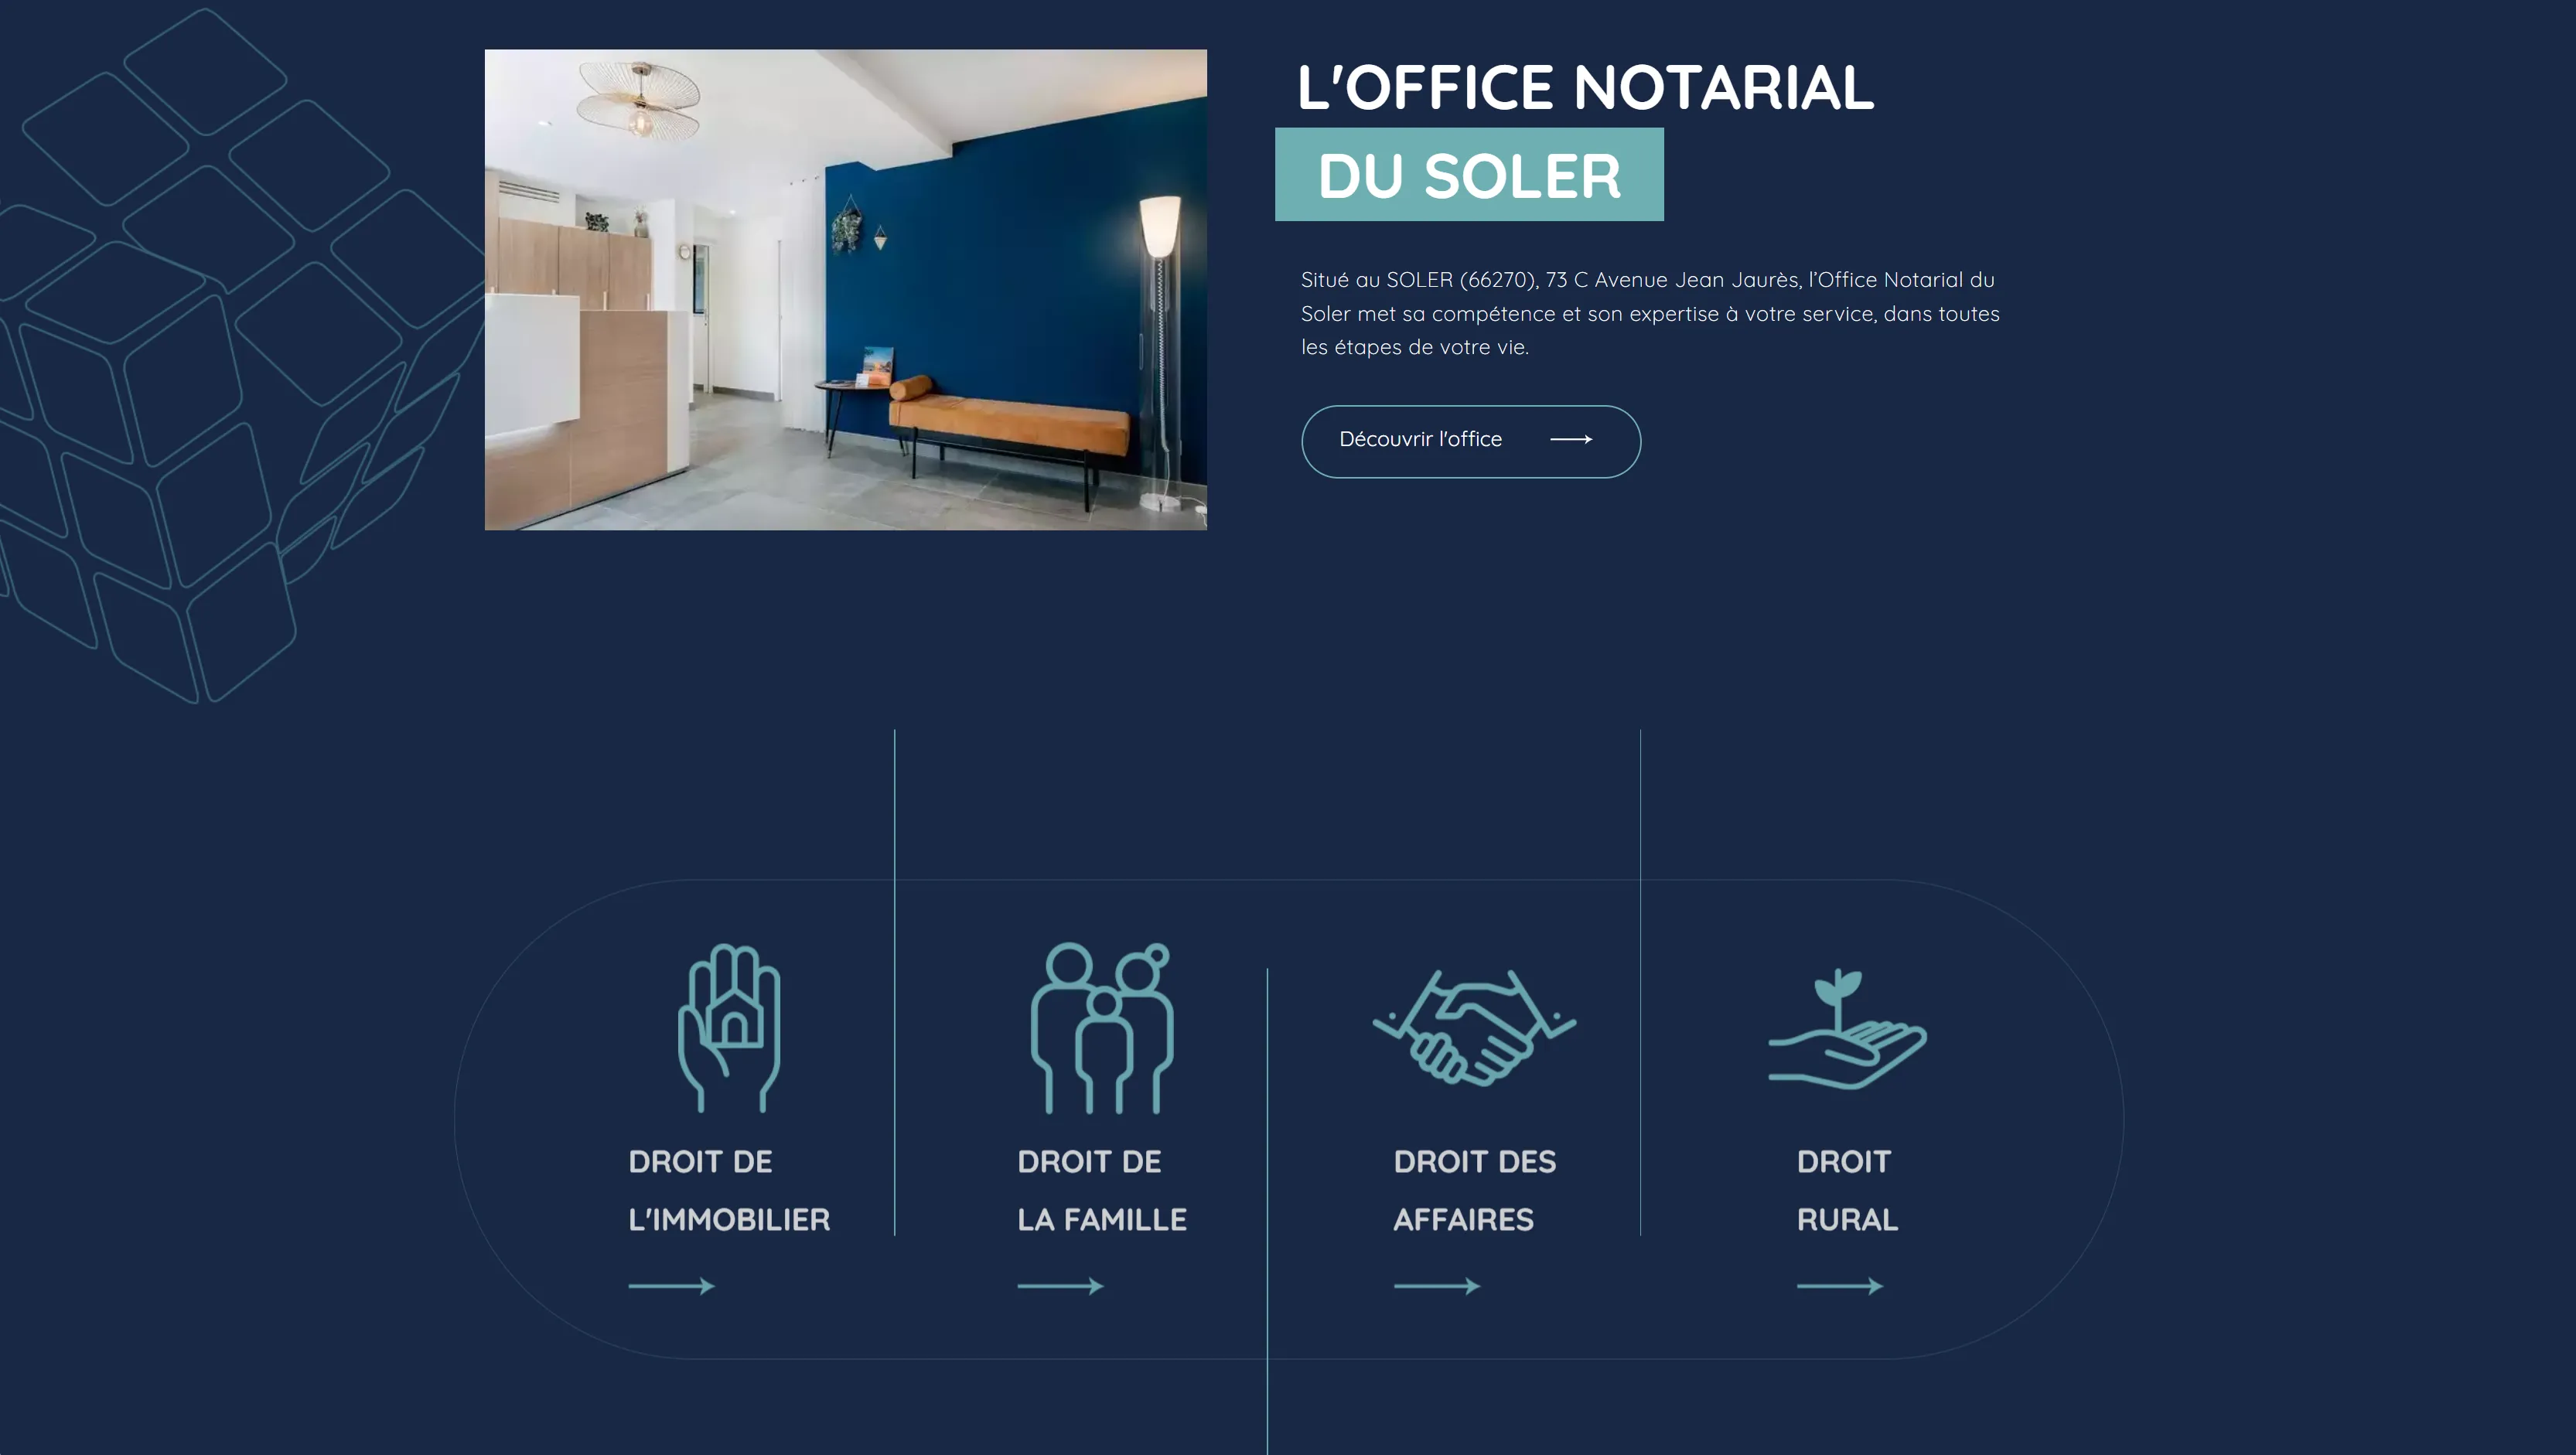 L'OFFICE NOTARIAL
DU SOLER
Situé au SOLER (66270), 73 C Avenue Jean Jaurès, l’Office Notarial du
Soler met sa compétence et son expertise à votre service, dans toutes
les étapes de votre vie.
Découvrir l'office
DROIT DE
L'IMMOBILIER
DROIT DE
LA FAMILLE
DROIT DES
AFFAIRES
DROIT
RURAL